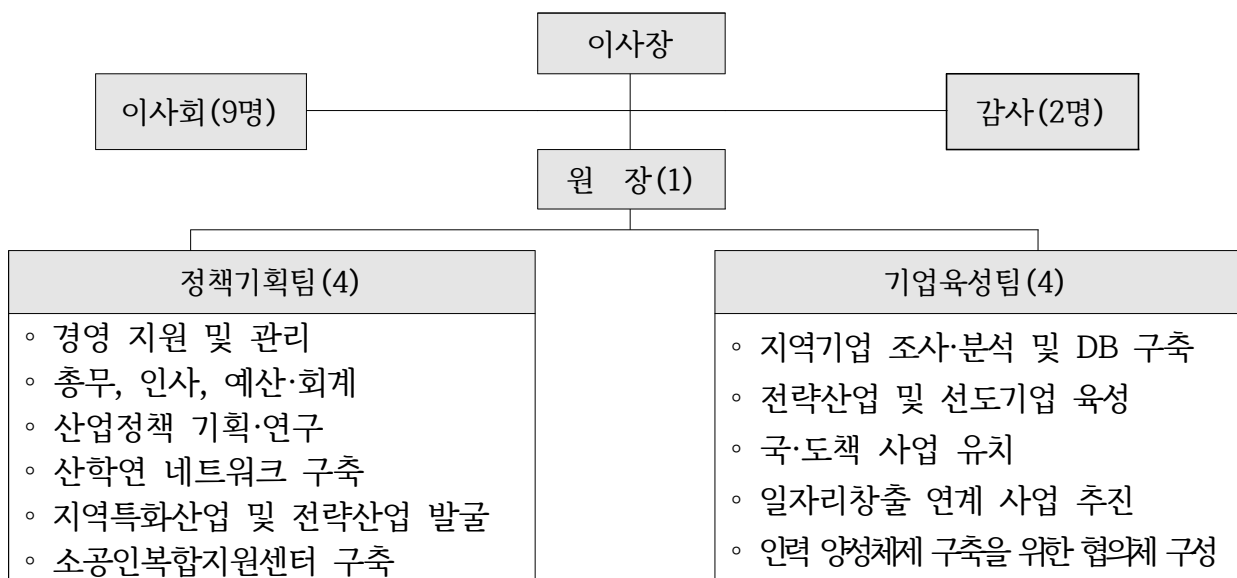 이사장
이사회(9명)
감사(2명)
원 장(1)
정책기획팀(4)
◦ 경영 지원 및 관리
◦ 총무, 인사, 예산·회계
◦ 산업정책 기획·연구
◦ 산학연 네트워크 구축
◦ 지역특화산업 및 전략산업 발굴
◦ 소공인복합지원센터 구축
기업육성팀(4)
◦ 지역기업 조사·분석 및 DB 구축
◦ 전략산업 및 선도기업 육성
◦ 국·도책 사업 유치
◦ 일자리창출 연계 사업 추진
◦ 인력 양성체제 구축을 위한 협의체 구성